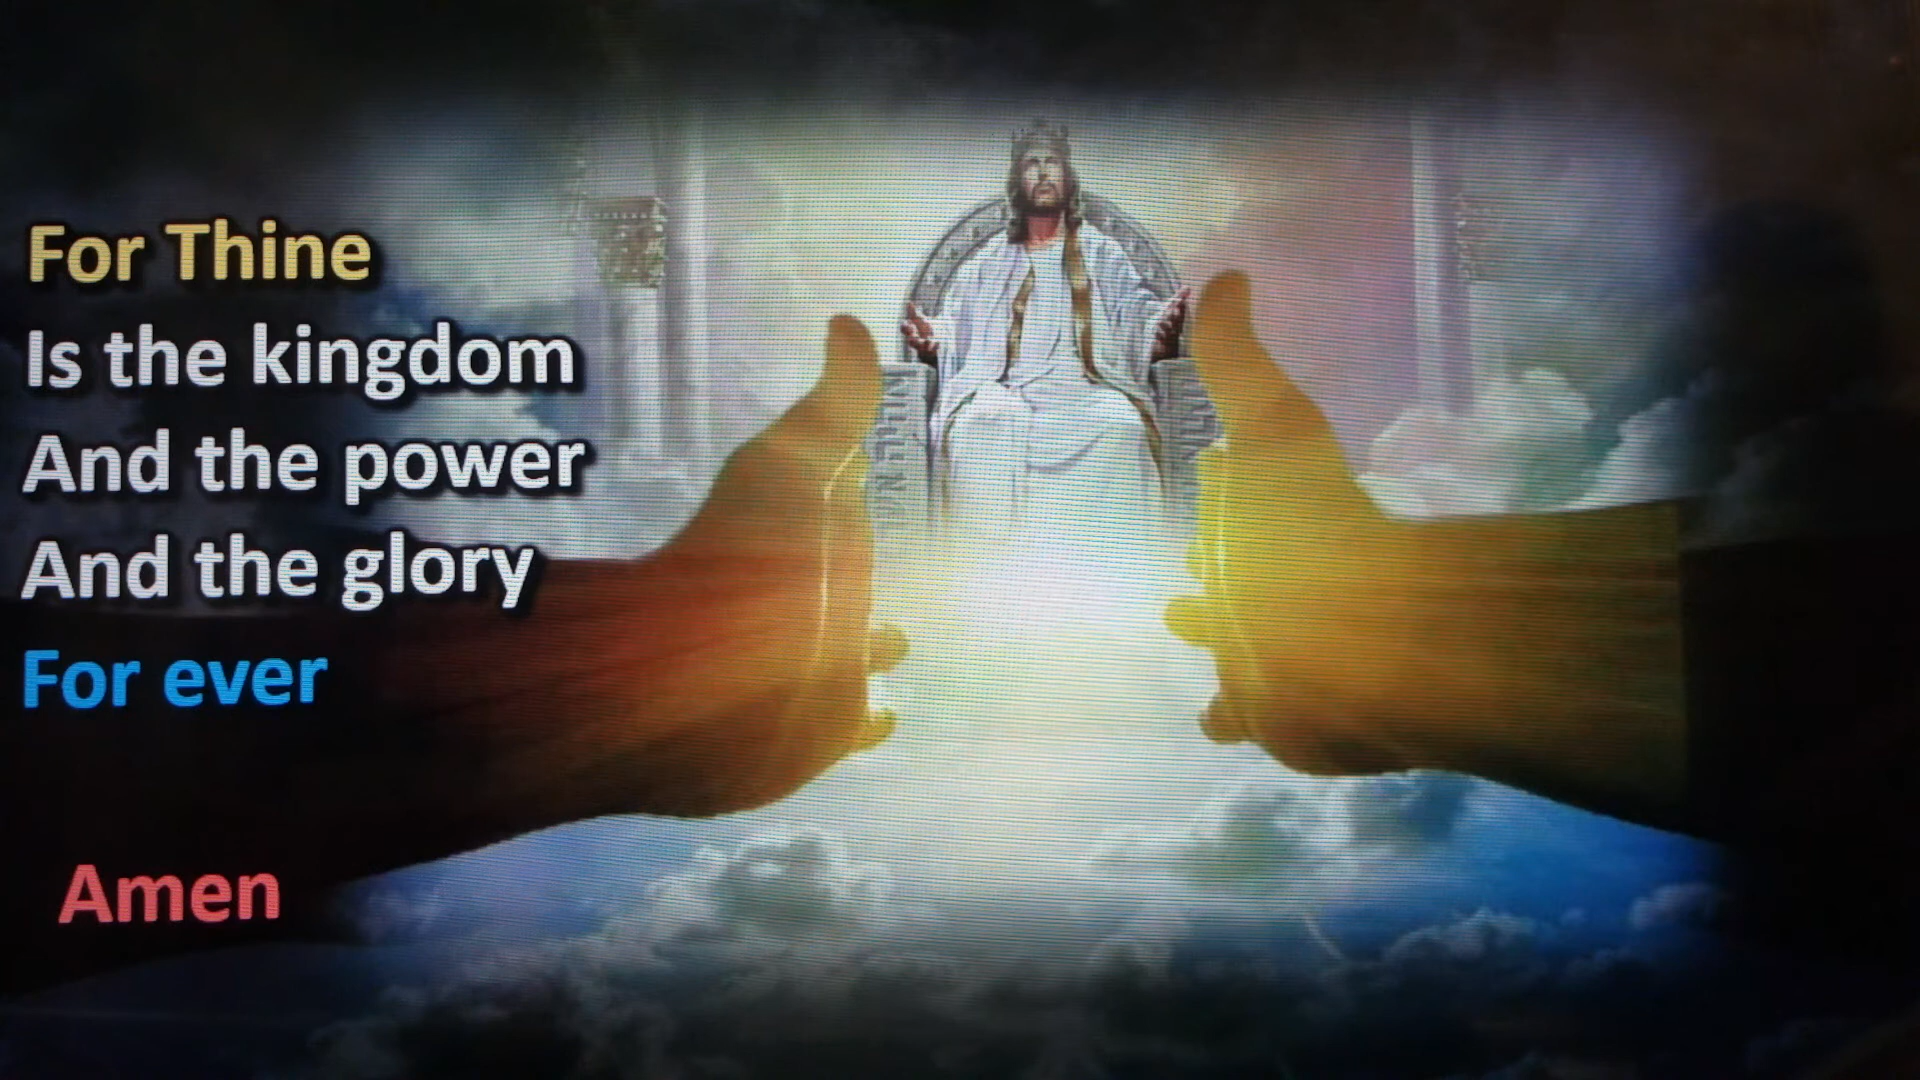 For Thine
Is the kingdom
And the power
And the glory
For ever
Amen